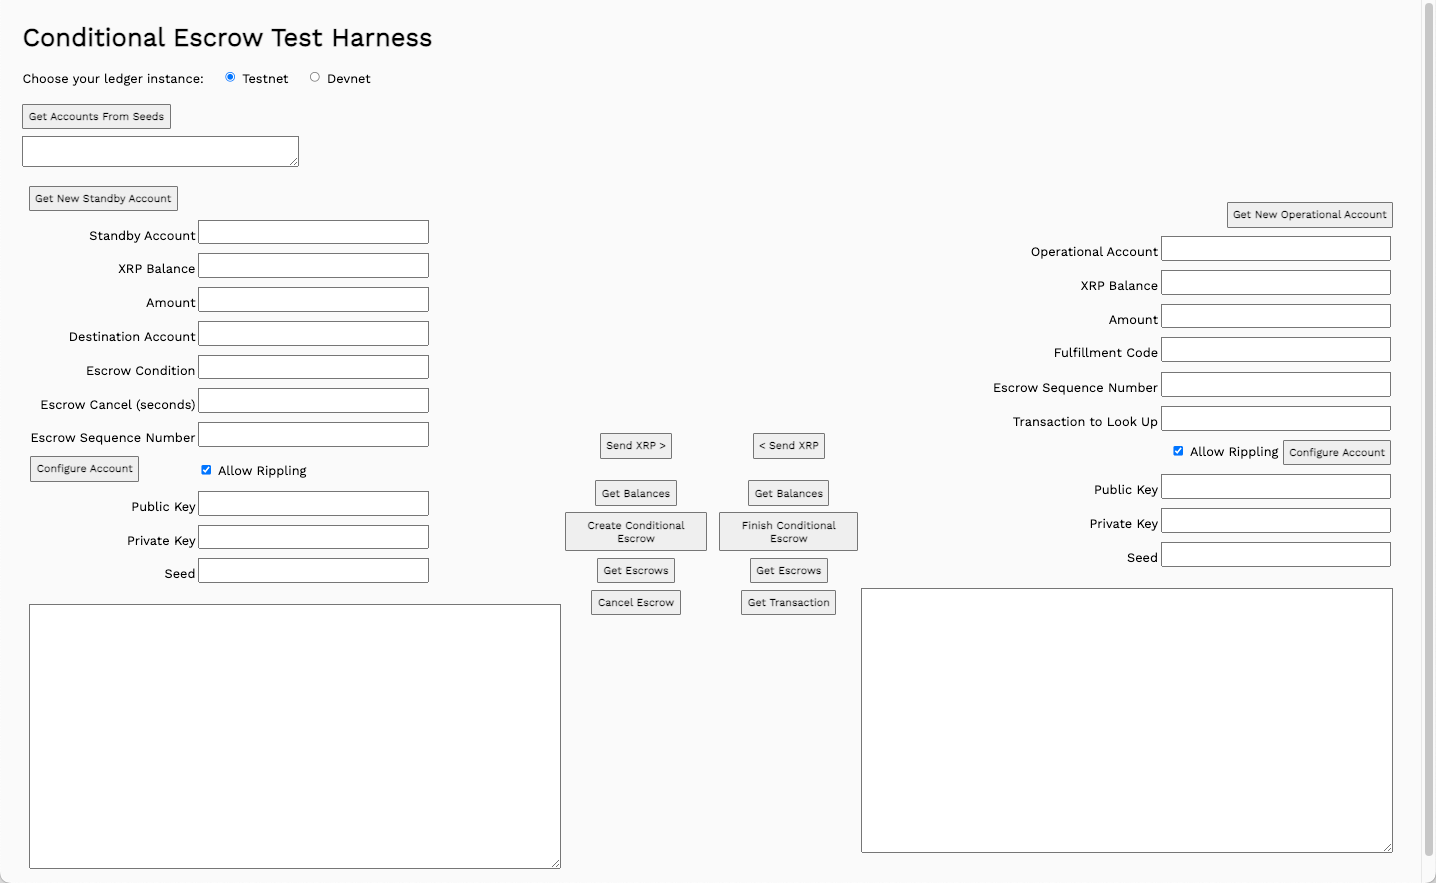 Conditional Escrow Test Harness
Choose your ledger instance: Testnet Devnet
Get Accounts From Seeds
Get New Standby Account
Standby Account
XRP Balance
Amount
Destination Account
Escrow Condition
Escrow Cancel (seconds)
Escrow Sequence Number
Configure Account Allow Rippling
Public Key
Private Key
Seed
Send XRP >
Get Balances
Create Conditional
Escrow
Get Escrows
Cancel Escrow
< Send XRP
Get Balances
Finish Conditional
Escrow
Get Escrows
Get Transaction
Get New Operational Account
Operational Account
XRP Balance
Amount
Fulfillment Code
Escrow Sequence Number
Transaction to Look Up
Allow Rippling Configure Account
Public Key
Private Key
Seed